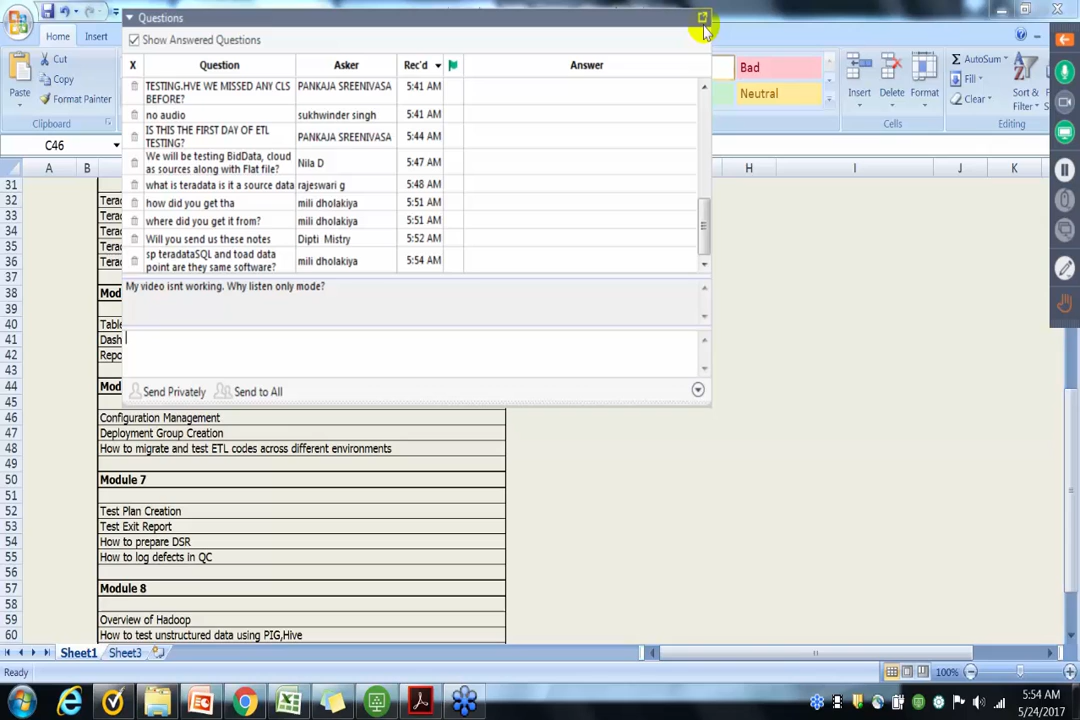 Questions
Show Answered Questions
X Question Asker Rec'd Answer
TESTING.HVE WE MISSED ANY CLS BEFORE? PANKAJA SREENIVASA 5:41 AM
no audio sukhwinder singh 5:41 AM
IS THIS THE FIRST DAY OF ETL TESTING? PANKAJA SREENIVASA 5:44 AM
We will be testing BidData, cloud as sources along with Flat file? Nila D 5:47 AM
what is teradata is it a source data rajeswari g 5:48 AM
how did you get tha mili dholakiya 5:51 AM
where did you get it from? mili dholakiya 5:51 AM
Will you send us these notes Dipti Mistry 5:52 AM
sp teradataSQL and toad data point are they same software? mili dholakiya 5:54 AM
My video isnt working. Why listen only mode?
Send Privately Send to All
Home Insert
Paste Cut
Copy
Format Painter
Clipboard
Bad
Neutral
Insert Delete Format
Cells
AutoSum
Fill
Clear
Sort &
Filter
C46
A B H I J K
31
32 Tera
33 Tera
34 Tera
35 Tera
36 Tera
37
38 Mod
39
40 Table
41 Dash
42 Repo
43
44 Mod
45
46 Configuration Management
47 Deployment Group Creation
48 How to migrate and test ETL codes across different environments
49
50 Module 7
51
52 Test Plan Creation
53 Test Exit Report
54 How to prepare DSR
55 How to log defects in QC
56
57 Module 8
58
59 Overview of Hadoop
60 How to test unstructured data using PIG,Hive
Sheet1 Sheet3
Ready 100%
5:54 AM
5/24/2017